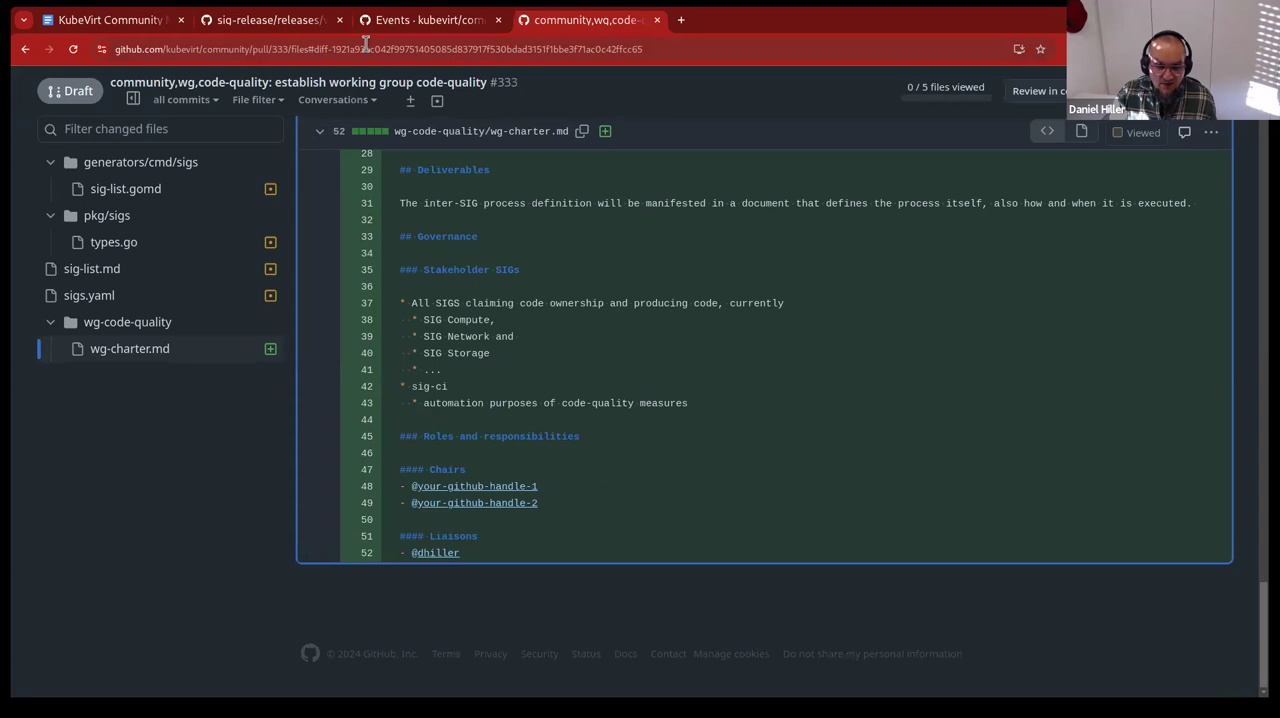 KubeVirt Community
sig-release/releases/v
Events · kubevirt/com
community,wg,code-
github.com/kubevirt/community/pull/333/files#diff-1921a93
c042f99751405085d837917f530bdad3151f1bbe3f71ac0c42ffcc65
Draft
community,wg,code-quality: establish working group code-quality #333
all commits
File filter
Conversations
0 / 5 files viewed
Review in co
Daniel Hiller
Filter changed files
generators/cmd/sigs
sig-list.gomd
pkg/sigs
types.go
sig-list.md
sigs.yaml
wg-code-quality
wg-charter.md
52
wg-code-quality/wg-charter.md
Viewed
28
29 ## Deliverables
30
31 The inter-SIG process definition will be manifested in a document that defines the process itself, also how and when it is executed.
32
33 ## Governance
34
35 ### Stakeholder SIGs
36
37 * All SIGS claiming code ownership and producing code, currently
38 * SIG Compute,
39 * SIG Network and
40 * SIG Storage
41 * ...
42 * sig-ci
43 * automation purposes of code-quality measures
44
45 ### Roles and responsibilities
46
47 #### Chairs
48 - @your-github-handle-1
49 - @your-github-handle-2
50
51 #### Liaisons
52 - @dhiller
© 2024 GitHub, Inc.
Terms
Privacy
Security
Status
Docs
Contact
Manage cookies
Do not share my personal information